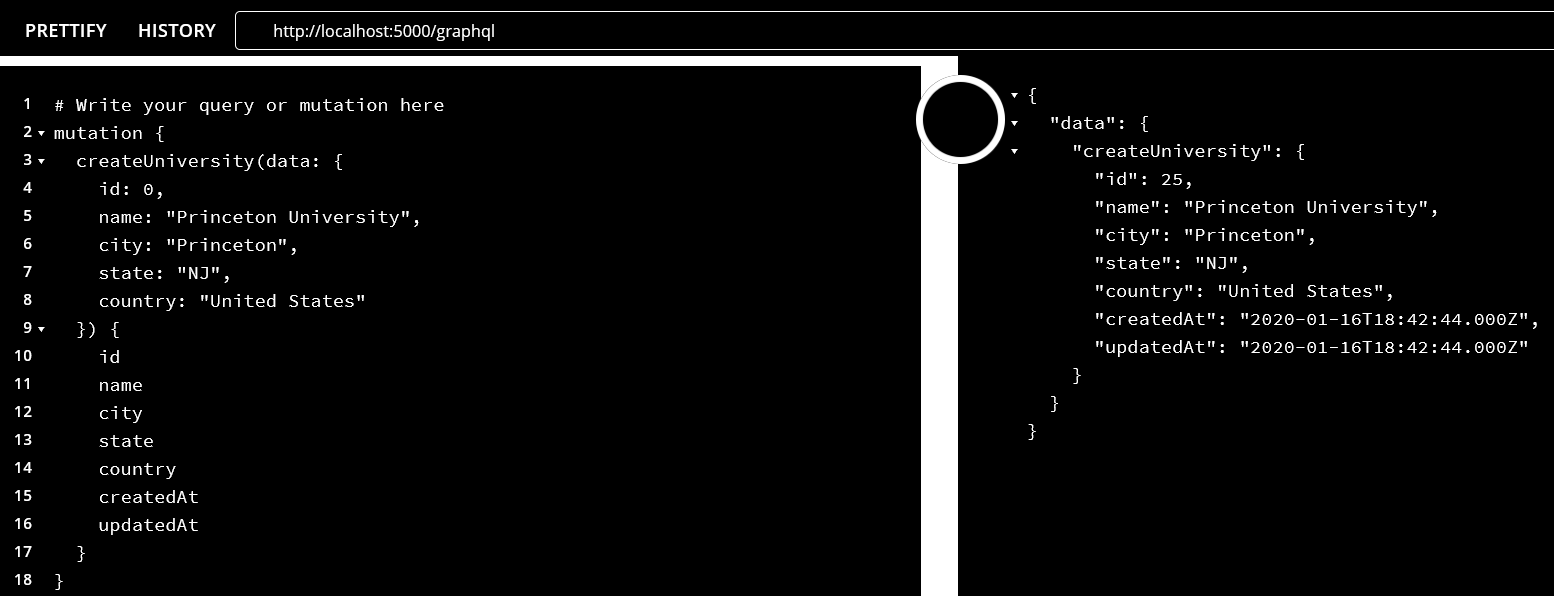 PRETTIFY HISTORY http://localhost:5000/graphql
1 # Write your query or mutation here
2 mutation {
3 createUniversity(data: {
4 id: 0,
5 name: "Princeton University",
6 city: "Princeton",
7 state: "NJ",
8 country: "United States"
9 }) {
10 id
11 name
12 city
13 state
14 country
15 createdAt
16 updatedAt
17 }
18 }
{
"data": {
"createUniversity": {
"id": 25,
"name": "Princeton University",
"city": "Princeton",
"state": "NJ",
"country": "United States",
"createdAt": "2020-01-16T18:42:44.000Z",
"updatedAt": "2020-01-16T18:42:44.000Z"
}
}
}